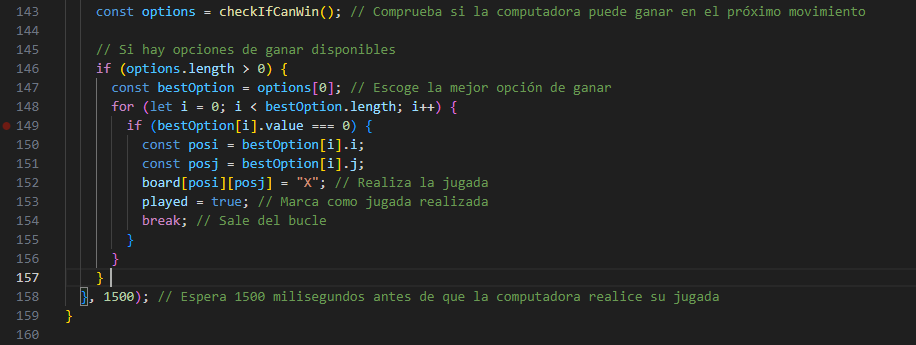 143 const options = checkIfCanWin(); // Comprueba si la computadora puede ganar en el próximo movimiento
144
145 // Si hay opciones de ganar disponibles
146 if (options.length > 0) {
147 const bestOption = options[0]; // Escoge la mejor opción de ganar
148 for (let i = 0; i < bestOption.length; i++) {
149 if (bestOption[i].value === 0) {
150 const posi = bestOption[i].i;
151 const posj = bestOption[i].j;
152 board[posi][posj] = "X"; // Realiza la jugada
153 played = true; // Marca como jugada realizada
154 break; // Sale del bucle
155 }
156 }
157 }
158 }, 1500); // Espera 1500 milisegundos antes de que la computadora realice su jugada
159 }
160